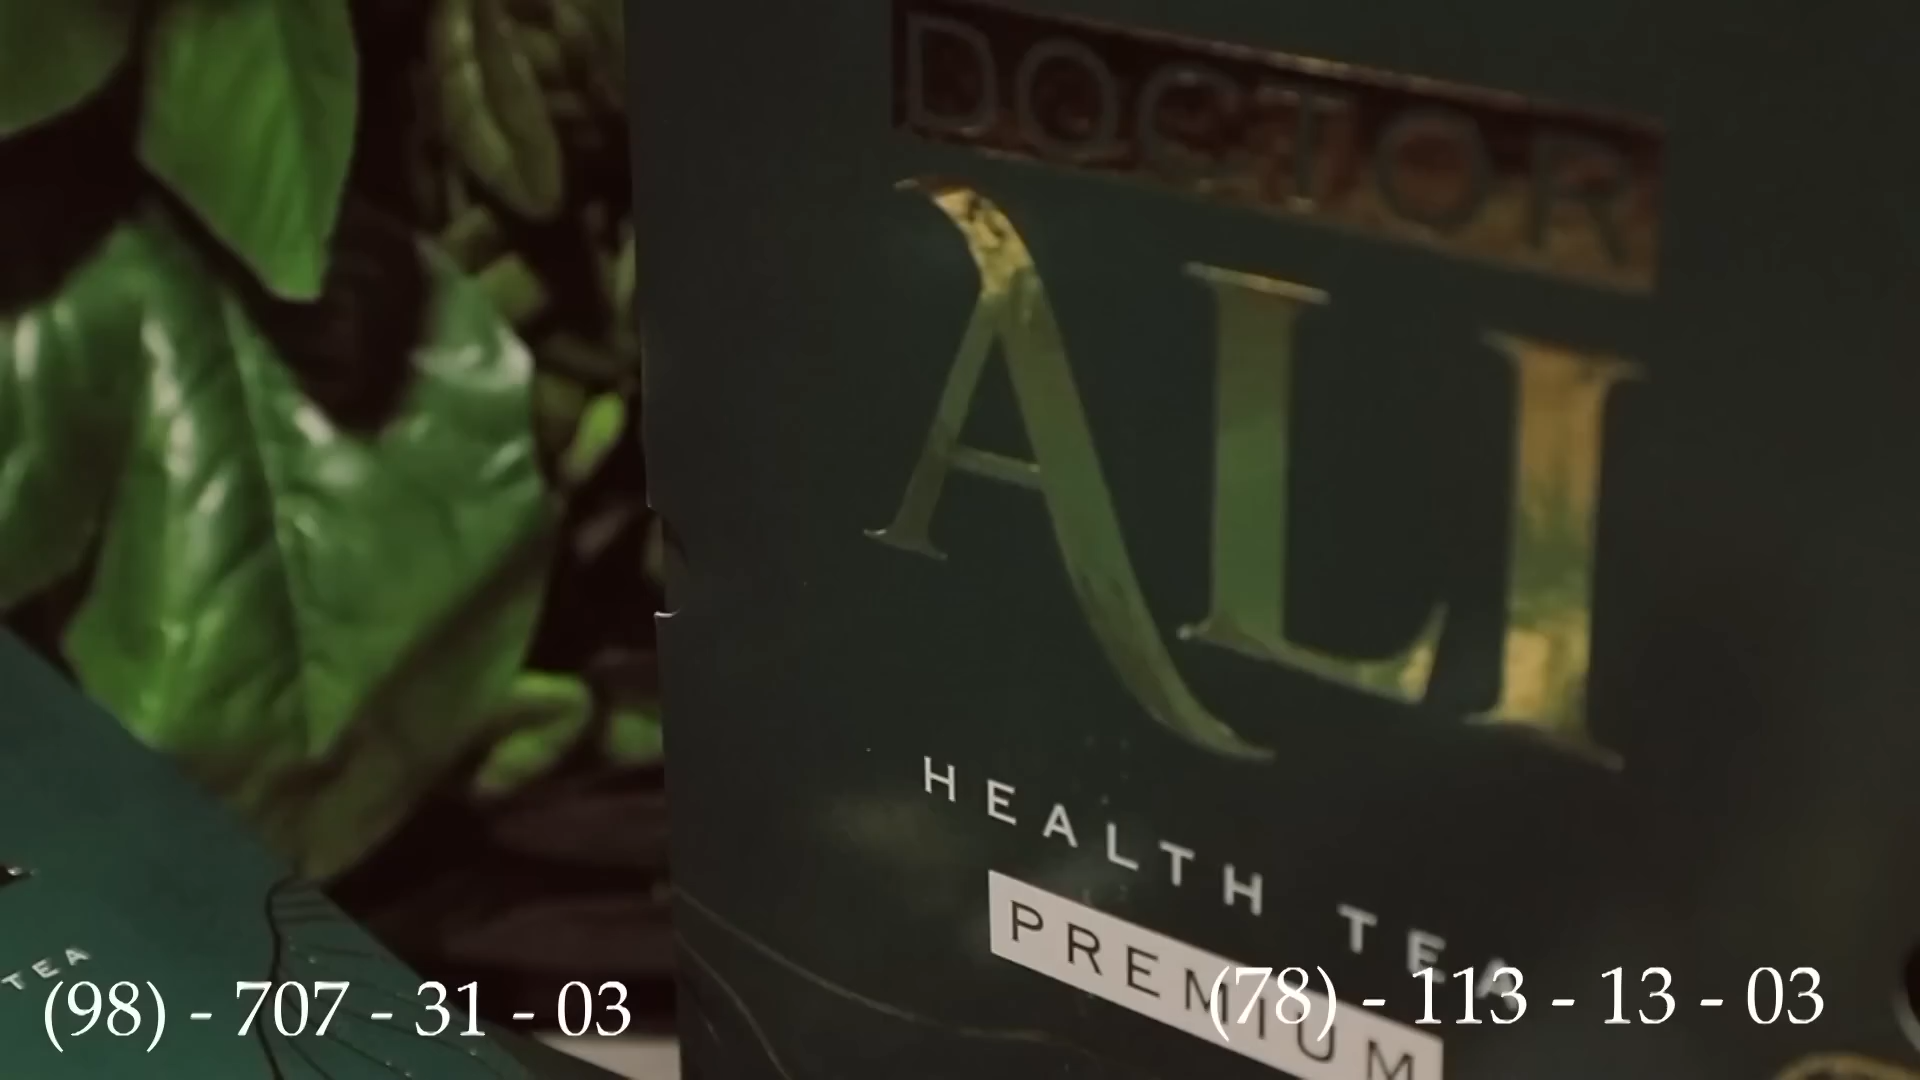 DOCTOR
ALI
HEALTH TEA
PREMIUM
TEA
(98) - 707 - 31 - 03
(78) - 113 - 13 - 03